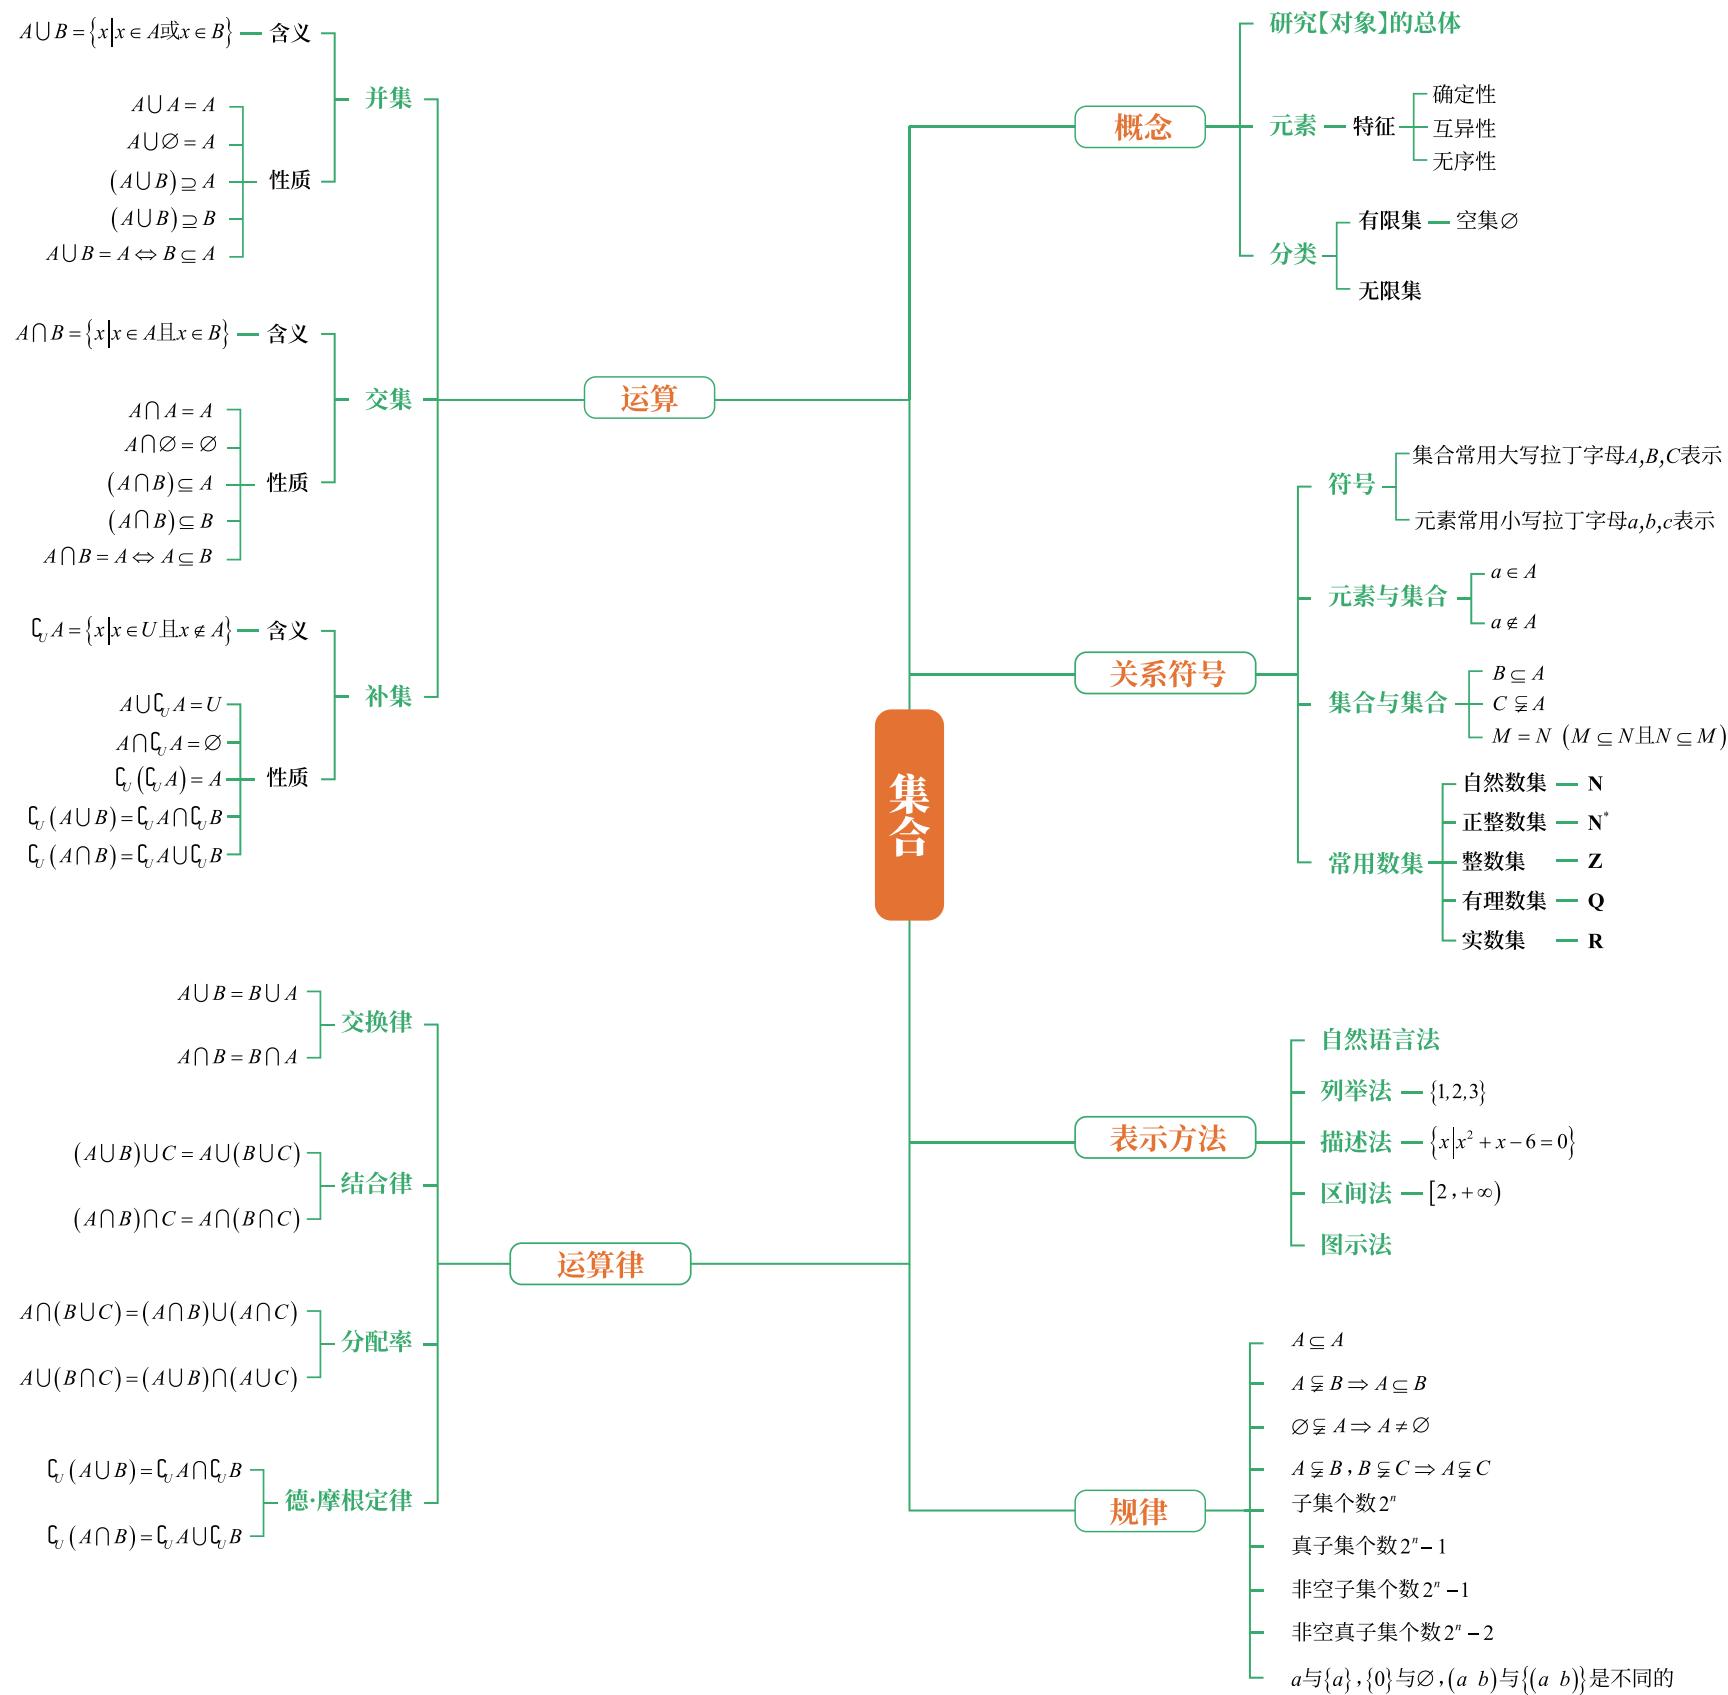 集合
概念
研究【对象】的总体
元素
特征
确定性
互异性
无序性
分类
有限集
空集∅
无限集
关系符号
符号
集合常用大写拉丁字母A,B,C表示
元素常用小写拉丁字母a,b,c表示
元素与集合
a∈A
a∉A
集合与集合
B⊆A
C⫋A
M=N (M⊆N且N⊆M)
常用数集
自然数集
N
正整数集
N*
整数集
Z
有理数集
Q
实数集
R
表示方法
自然语言法
列举法
{1,2,3}
描述法
{x|x²+x−6=0}
区间法
[2,+∞)
图示法
规律
A⊆A
A⫋B⇒A⊆B
∅⫋A⇒A≠∅
A⫋B,B⫋C⇒A⫋C
子集个数2ⁿ
真子集个数2ⁿ−1
非空子集个数2ⁿ−1
非空真子集个数2ⁿ−2
a与{a},{0}与∅,(a b)与{(a b)}是不同的
运算
并集
含义
A∪B={x|x∈A或x∈B}
性质
A∪A=A
A∪∅=A
(A∪B)⊇A
(A∪B)⊇B
A∪B=A⇔B⊆A
交集
含义
A∩B={x|x∈A且x∈B}
性质
A∩A=A
A∩∅=∅
(A∩B)⊆A
(A∩B)⊆B
A∩B=A⇔A⊆B
补集
含义
∁UA={x|x∈U且x∉A}
性质
A∪∁UA=U
A∩∁UA=∅
∁U(∁UA)=A
∁U(A∪B)=∁UA∩∁UB
∁U(A∩B)=∁UA∪∁UB
运算律
交换律
A∪B=B∪A
A∩B=B∩A
结合律
(A∪B)∪C=A∪(B∪C)
(A∩B)∩C=A∩(B∩C)
分配率
A∩(B∪C)=(A∩B)∪(A∩C)
A∪(B∩C)=(A∪B)∩(A∪C)
德·摩根定律
∁U(A∪B)=∁UA∩∁UB
∁U(A∩B)=∁UA∪∁UB